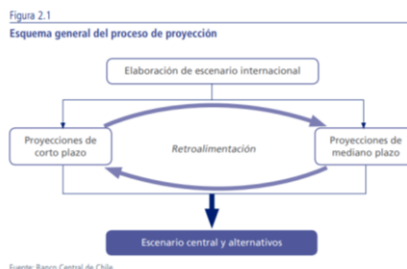 Figura 2.1
Esquema general del proceso de proyección
Elaboración de escenario internacional
Proyecciones de
corto plazo
Retroalimentación
Proyecciones de
mediano plazo
Escenario central y alternativos
Fuente: Banco Central de Chile